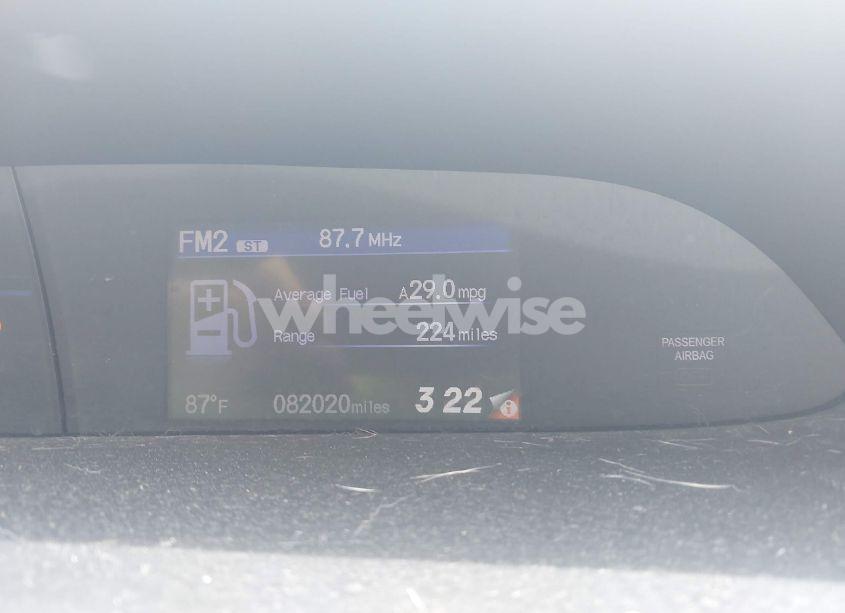 FM2 ST 87.7 MHz
Average Fuel A 29.0 mpg
wheelwise
Range 224 miles
PASSENGER
AIRBAG
87°F 082020 miles 3 22 i